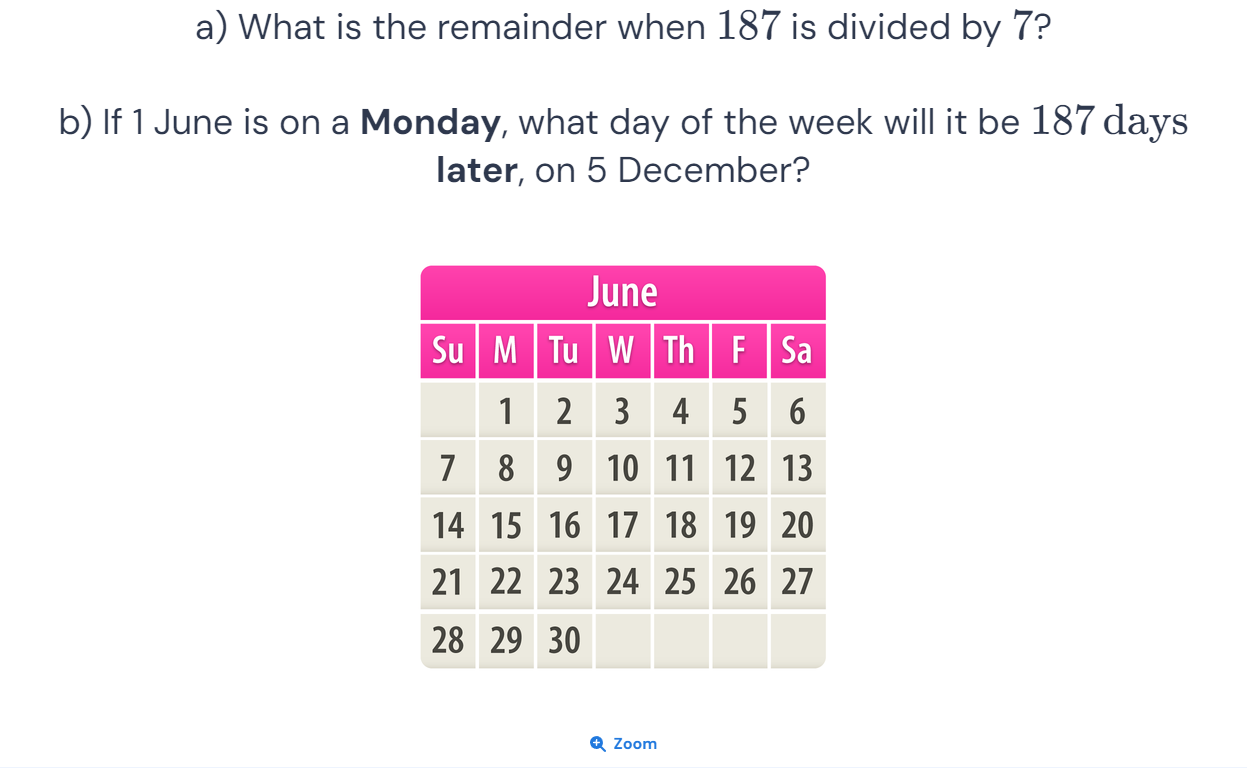 a) What is the remainder when 187 is divided by 7?
b) If 1 June is on a Monday, what day of the week will it be 187 days
later, on 5 December?
June
Su M Tu W Th F Sa
1 2 3 4 5 6
7 8 9 10 11 12 13
14 15 16 17 18 19 20
21 22 23 24 25 26 27
28 29 30
Zoom